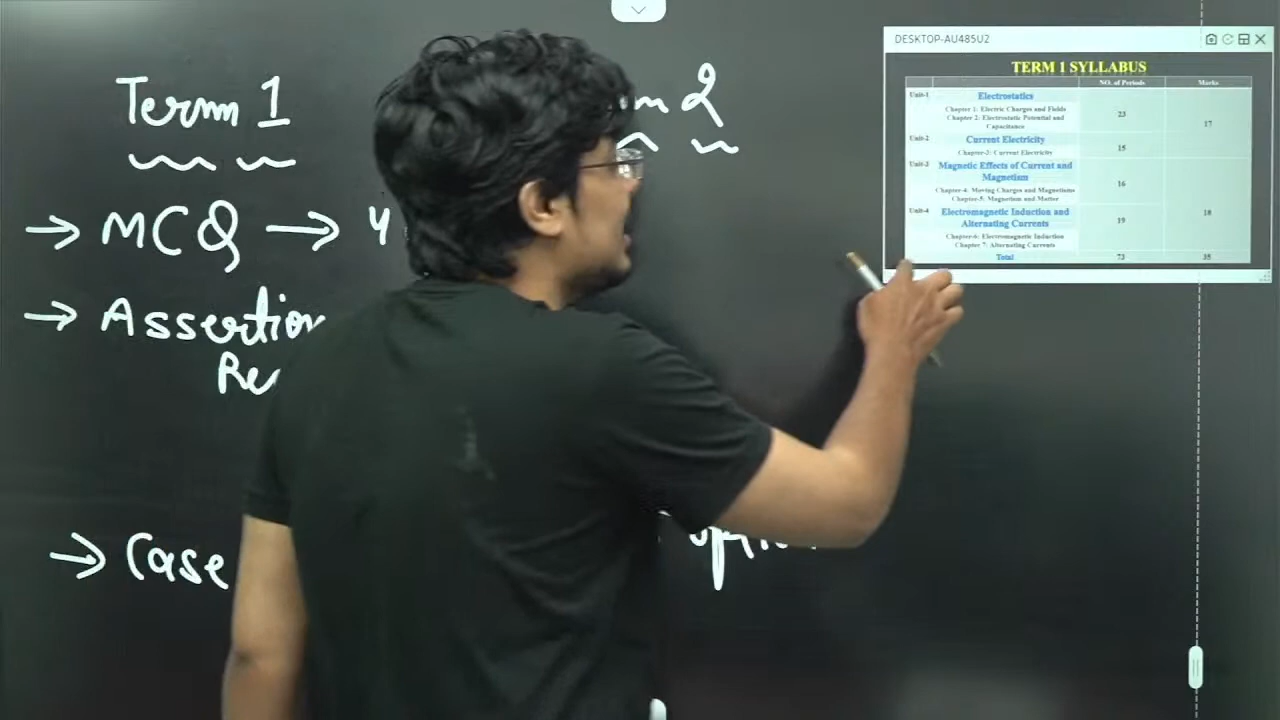 Term 1
MCQ → 4
Assertion
Case
DESKTOP-AU485U2
TERM 1 SYLLABUS
NO. of Periods Marks
Unit-1 Electrostatics
Chapter 1: Electric Charges and Fields
Chapter 2: Electrostatic Potential and
Capacitance
23
17
Unit-2 Current Electricity
Chapter-3: Current Electricity
15
Unit-3 Magnetic Effects of Current and
Magnetism
Chapter-4: Moving Charges and Magnetisms
Chapter-5: Magnetism and Matter
16
Unit-4 Electromagnetic Induction and
Alternating Currents
Chapter-6: Electromagnetic Induction
Chapter 7: Alternating Currents
19
18
Total 73 35